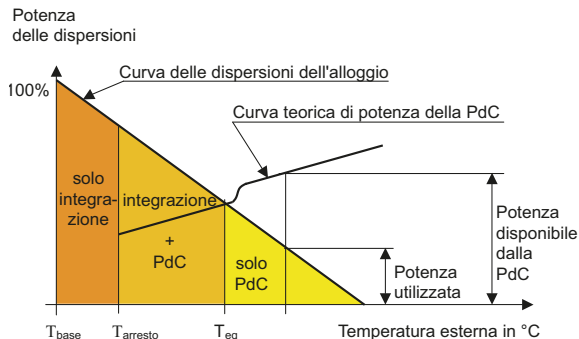 Potenza
delle dispersioni
Curva delle dispersioni dell'alloggio
100%
Curva teorica di potenza della PdC
solo
integra-
zione
integrazione
+
PdC
solo
PdC
Potenza
utilizzata
Potenza
disponibile
dalla
PdC
Tbase
Tarresto
Teq
Temperatura esterna in °C